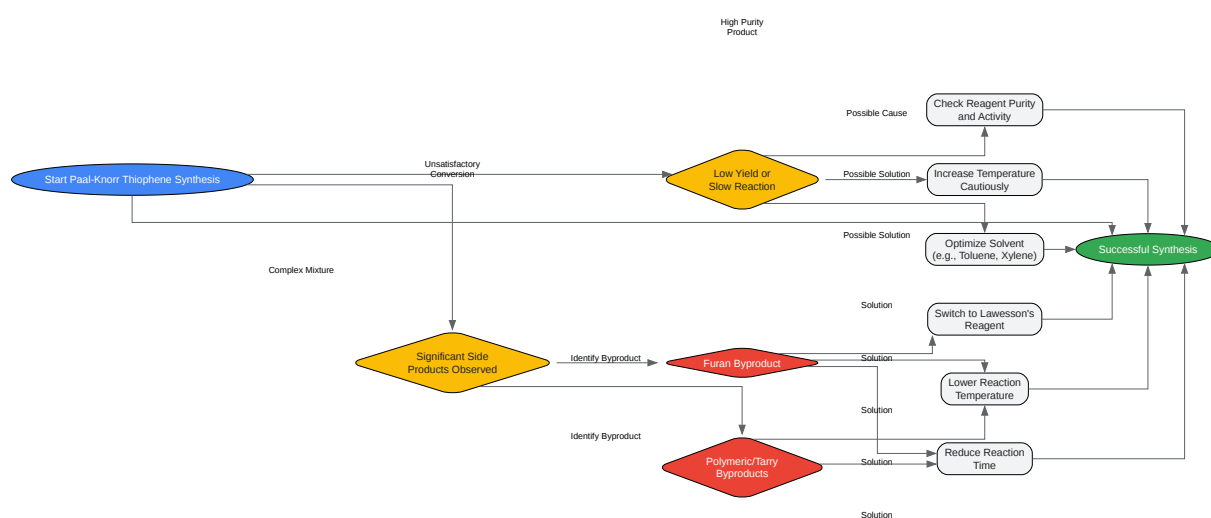 High Purity
Product
Check Reagent Purity
and Activity
Possible Cause
Unsatisfactory
Conversion
Start Paal-Knorr Thiophene Synthesis
Low Yield or
Slow Reaction
Possible Solution
Increase Temperature
Cautiously
Possible Solution
Optimize Solvent
(e.g., Toluene, Xylene)
Successful Synthesis
Complex Mixture
Solution
Switch to Lawesson's
Reagent
Significant Side
Products Observed
Identify Byproduct
Furan Byproduct
Solution
Lower Reaction
Temperature
Solution
Identify Byproduct
Polymeric/Tarry
Byproducts
Solution
Reduce Reaction
Time
Solution